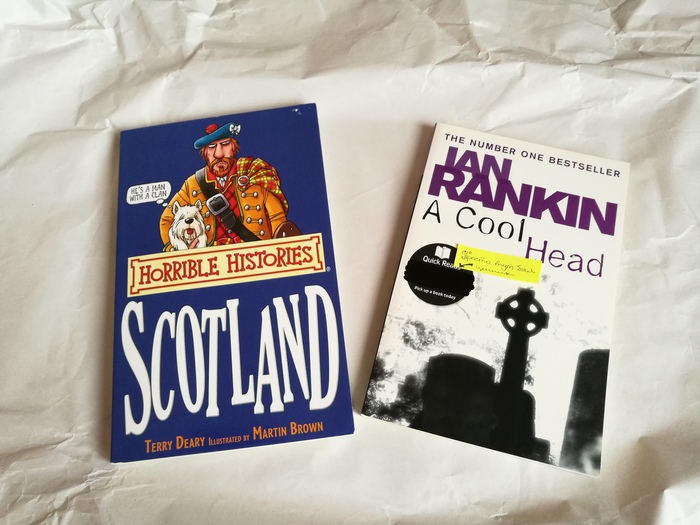 HE'S A MAN
WITH A CLAN
HORRIBLE HISTORIES®
SCOTLAND
TERRY DEARY ILLUSTRATED BY MARTIN BROWN
THE NUMBER ONE BESTSELLER
IAN
RANKIN
A Cool
Head
Quick Reads
Pick up a book today